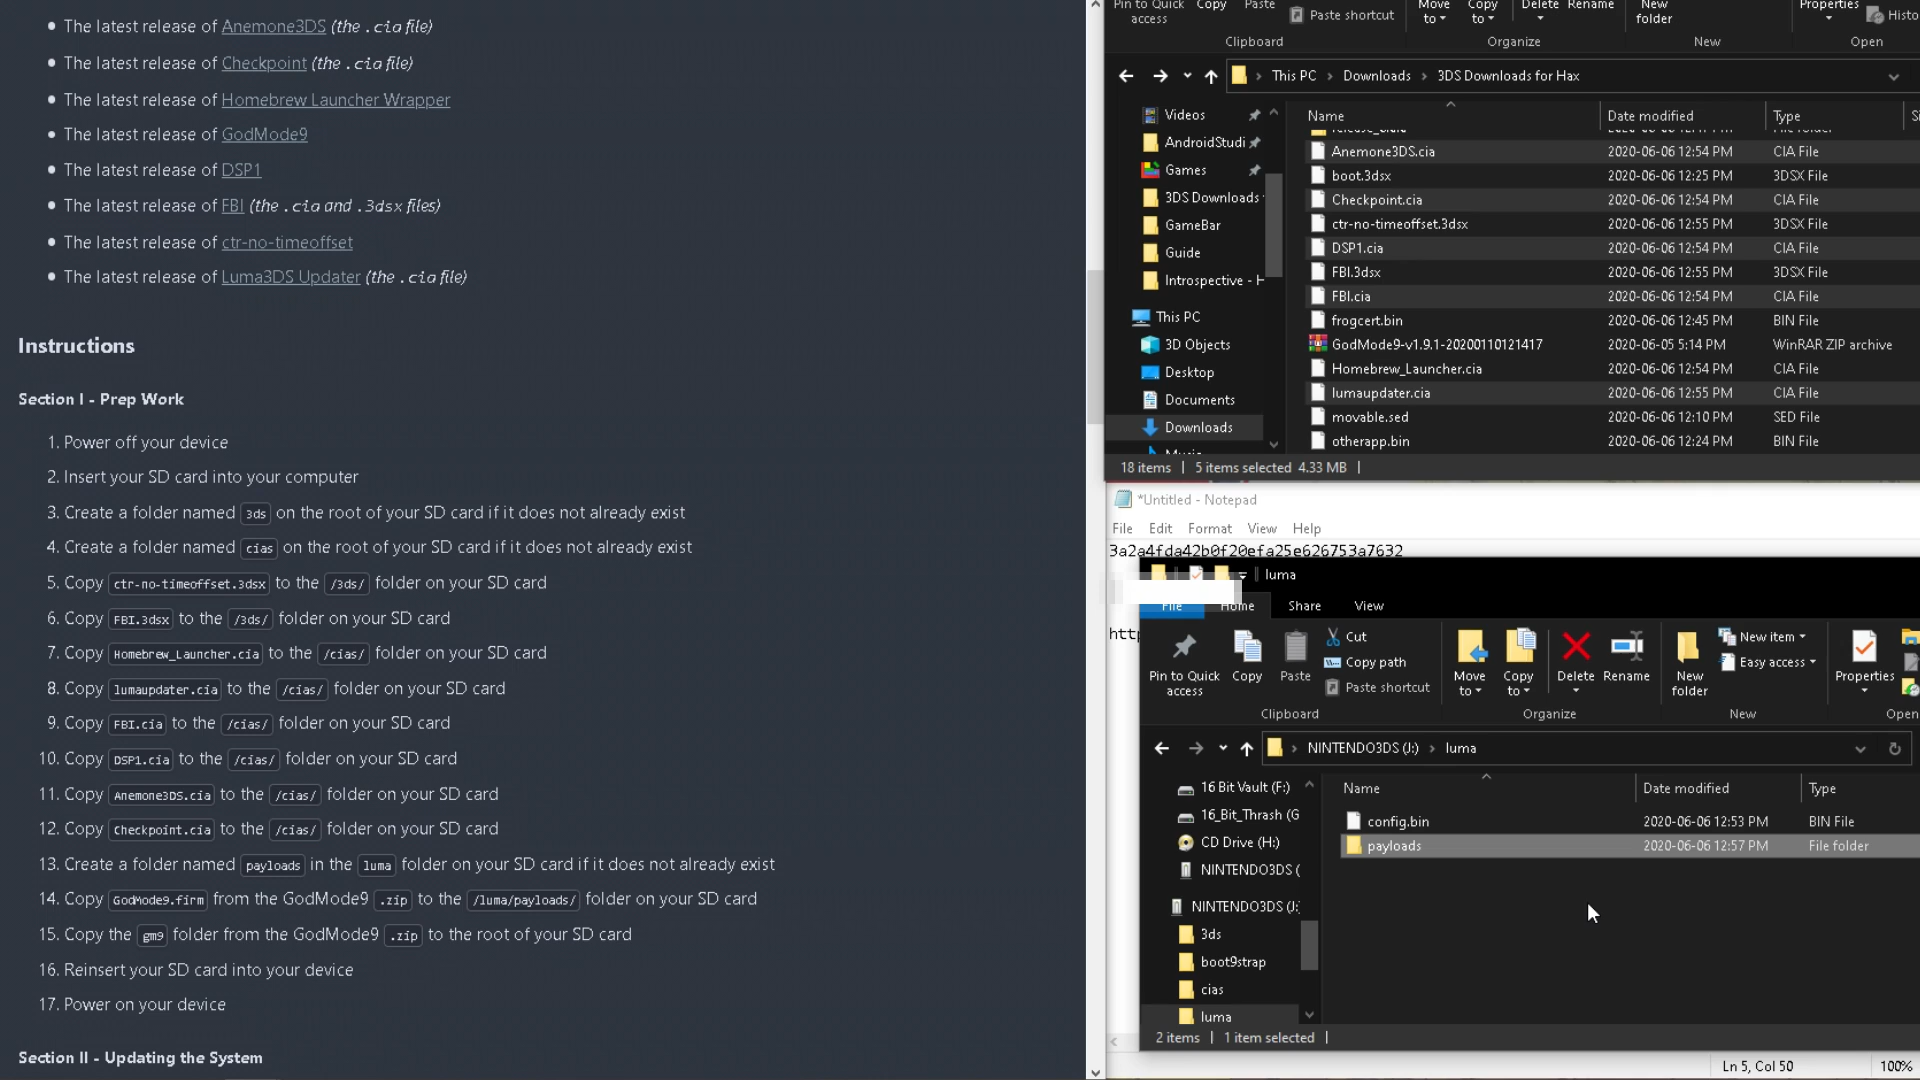 • The latest release of Anemone3DS (the .cia file)
• The latest release of Checkpoint (the .cia file)
• The latest release of Homebrew Launcher Wrapper
• The latest release of GodMode9
• The latest release of DSP1
• The latest release of FBI (the .cia and .3dsx files)
• The latest release of ctr-no-timeoffset
• The latest release of Luma3DS Updater (the .cia file)
Instructions
Section I - Prep Work
1. Power off your device
2. Insert your SD card into your computer
3. Create a folder named 3ds on the root of your SD card if it does not already exist
4. Create a folder named cias on the root of your SD card if it does not already exist
5. Copy ctr-no-timeoffset.3dsx to the /3ds/ folder on your SD card
6. Copy FBI.3dsx to the /3ds/ folder on your SD card
7. Copy Homebrew_Launcher.cia to the /cias/ folder on your SD card
8. Copy lumaupdater.cia to the /cias/ folder on your SD card
9. Copy FBI.cia to the /cias/ folder on your SD card
10. Copy DSP1.cia to the /cias/ folder on your SD card
11. Copy Anemone3DS.cia to the /cias/ folder on your SD card
12. Copy Checkpoint.cia to the /cias/ folder on your SD card
13. Create a folder named payloads in the luma folder on your SD card if it does not already exist
14. Copy GodMode9.firm from the GodMode9 .zip to the /luma/payloads/ folder on your SD card
15. Copy the gm9 folder from the GodMode9 .zip to the root of your SD card
16. Reinsert your SD card into your device
17. Power on your device
Section II - Updating the System
Pin to Quick access Copy Paste Paste shortcut Move to Copy to Delete Rename New folder Properties Histo
Clipboard Organize New Open
This PC > Downloads > 3DS Downloads for Hax
Videos
AndroidStudi
Games
3DS Downloads
GameBar
Guide
Introspective - H
This PC
3D Objects
Desktop
Documents
Downloads
Name Date modified Type
Anemone3DS.cia 2020-06-06 12:54 PM CIA File
boot.3dsx 2020-06-06 12:25 PM 3DSX File
Checkpoint.cia 2020-06-06 12:54 PM CIA File
ctr-no-timeoffset.3dsx 2020-06-06 12:55 PM 3DSX File
DSP1.cia 2020-06-06 12:54 PM CIA File
FBI.3dsx 2020-06-06 12:55 PM 3DSX File
FBI.cia 2020-06-06 12:54 PM CIA File
frogcert.bin 2020-06-06 12:45 PM BIN File
GodMode9-v1.9.1-20200110121417 2020-06-05 5:14 PM WinRAR ZIP archive
Homebrew_Launcher.cia 2020-06-06 12:54 PM CIA File
lumaupdater.cia 2020-06-06 12:55 PM CIA File
movable.sed 2020-06-06 12:10 PM SED File
otherapp.bin 2020-06-06 12:24 PM BIN File
18 items | 5 items selected 4.33 MB |
*Untitled - Notepad
File Edit Format View Help
3a2a4fda42b0f20efa25e626753a7632
http
luma
File Home Share View
Pin to Quick access Copy Paste Cut Copy path Paste shortcut Move to Copy to Delete Rename New folder New item Easy access Properties
Clipboard Organize New Open
NINTENDO3DS (J:) > luma
16 Bit Vault (F:)
16_Bit_Thrash (G
CD Drive (H:)
NINTENDO3DS (
NINTENDO3DS (J:
3ds
boot9strap
cias
luma
Name Date modified Type
config.bin 2020-06-06 12:53 PM BIN File
payloads 2020-06-06 12:57 PM File folder
2 items | 1 item selected |
Ln 5, Col 50 100%